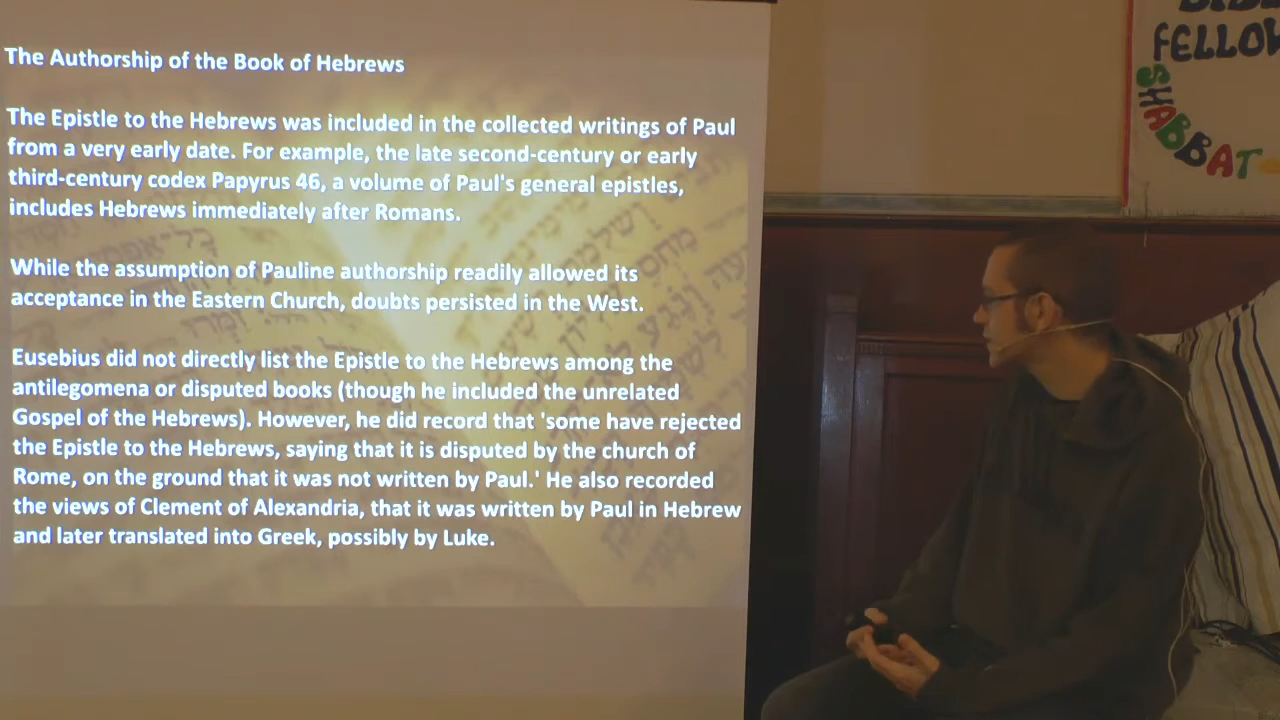 The Authorship of the Book of Hebrews
The Epistle to the Hebrews was included in the collected writings of Paul
from a very early date. For example, the late second-century or early
third-century codex Papyrus 46, a volume of Paul's general epistles,
includes Hebrews immediately after Romans.
While the assumption of Pauline authorship readily allowed its
acceptance in the Eastern Church, doubts persisted in the West.
Eusebius did not directly list the Epistle to the Hebrews among the
antilegomena or disputed books (though he included the unrelated
Gospel of the Hebrews). However, he did record that 'some have rejected
the Epistle to the Hebrews, saying that it is disputed by the church of
Rome, on the ground that it was not written by Paul.' He also recorded
the views of Clement of Alexandria, that it was written by Paul in Hebrew
and later translated into Greek, possibly by Luke.
FELLOW
SHABBAT